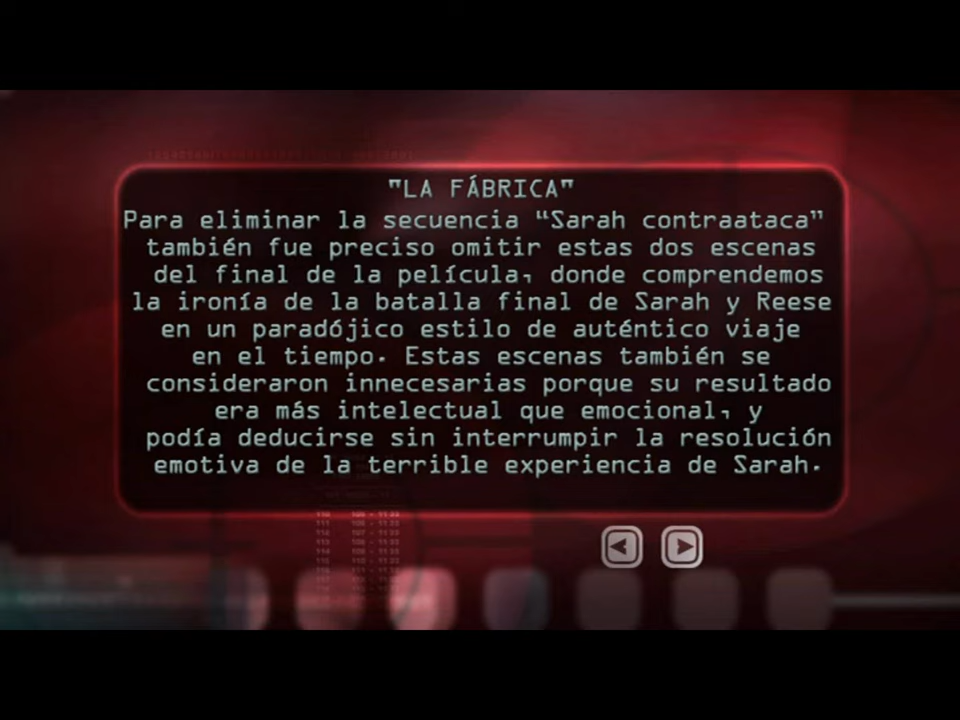 "LA FÁBRICA"
Para eliminar la secuencia “Sarah contraataca”
también fue preciso omitir estas dos escenas
del final de la película, donde comprendemos
la ironía de la batalla final de Sarah y Reese
en un paradójico estilo de auténtico viaje
en el tiempo. Estas escenas también se
consideraron innecesarias porque su resultado
era más intelectual que emocional, y
podía deducirse sin interrumpir la resolución
emotiva de la terrible experiencia de Sarah.